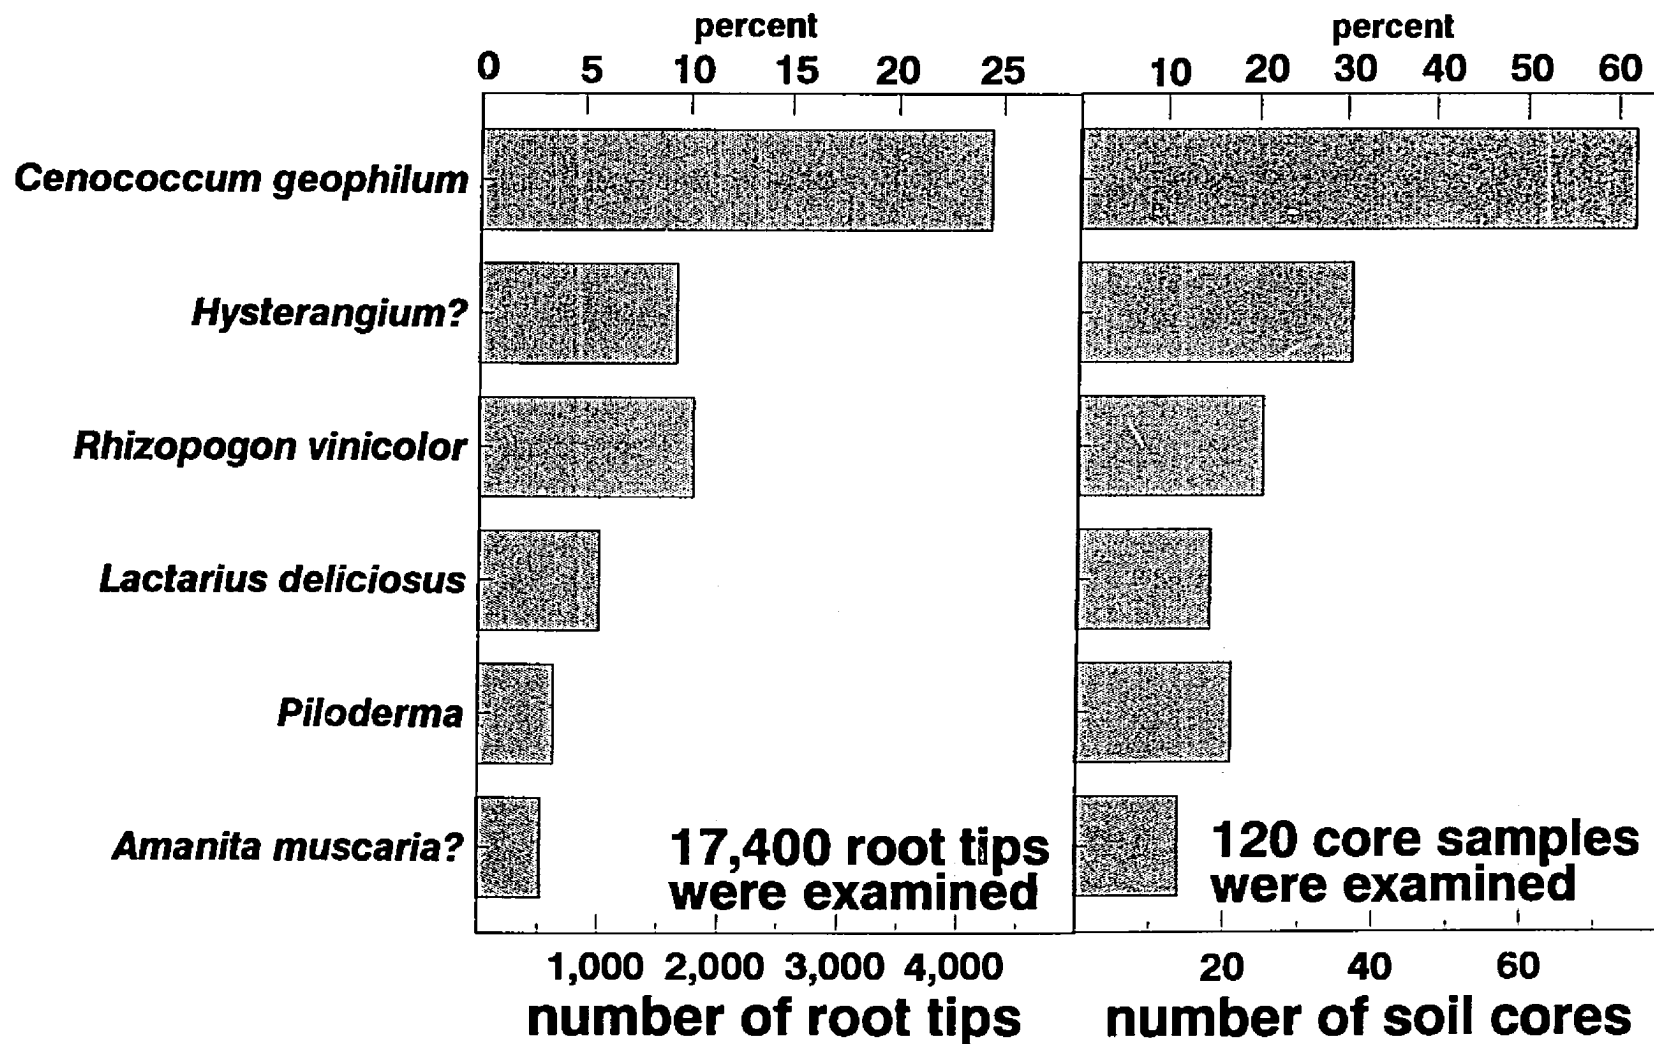 percent percent
0 5 10 15 20 25 10 20 30 40 50 60
Cenococcum geophilum
Hysterangium?
Rhizopogon vinicolor
Lactarius deliciosus
Piloderma
Amanita muscaria?
17,400 root tips
were examined
120 core samples
were examined
1,000 2,000 3,000 4,000 20 40 60
number of root tips number of soil cores